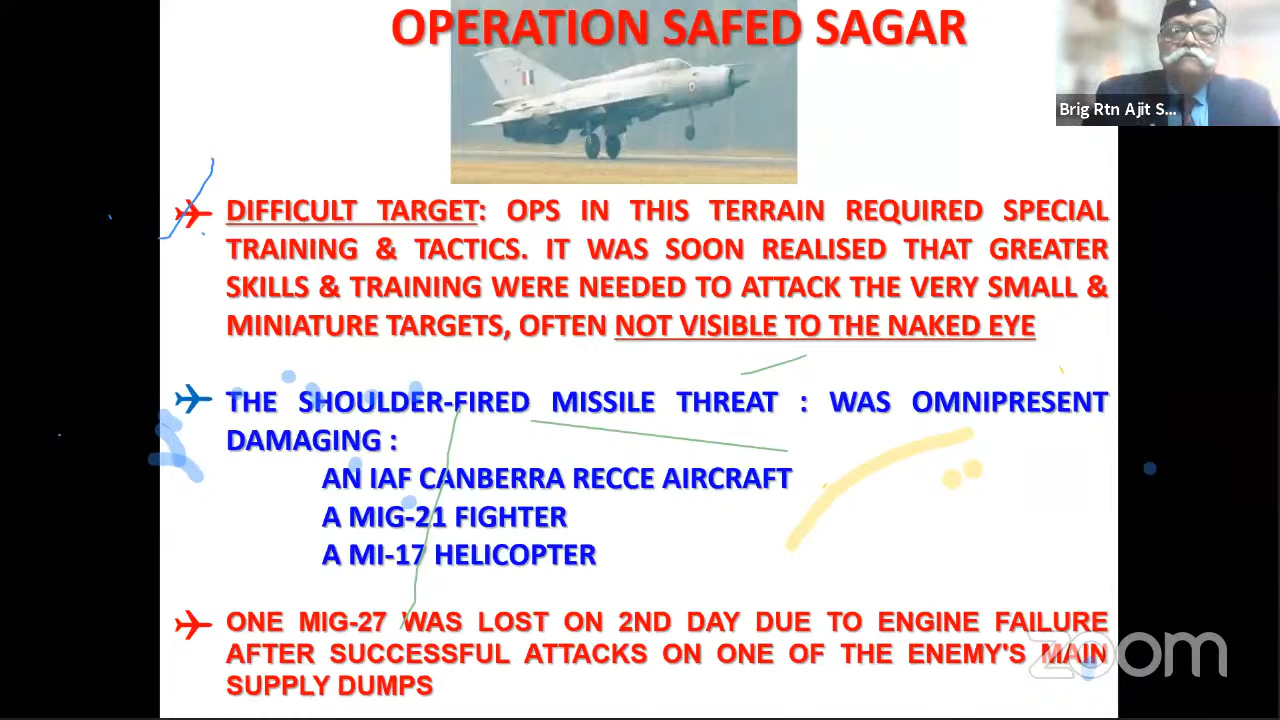 OPERATION SAFED SAGAR
Brig Rtn Ajit S...
DIFFICULT TARGET: OPS IN THIS TERRAIN REQUIRED SPECIAL
TRAINING & TACTICS. IT WAS SOON REALISED THAT GREATER
SKILLS & TRAINING WERE NEEDED TO ATTACK THE VERY SMALL &
MINIATURE TARGETS, OFTEN NOT VISIBLE TO THE NAKED EYE
THE SHOULDER-FIRED MISSILE THREAT : WAS OMNIPRESENT
DAMAGING :
AN IAF CANBERRA RECCE AIRCRAFT
A MIG-21 FIGHTER
A MI-17 HELICOPTER
ONE MIG-27 WAS LOST ON 2ND DAY DUE TO ENGINE FAILURE
AFTER SUCCESSFUL ATTACKS ON ONE OF THE ENEMY'S MAIN
SUPPLY DUMPS
zoom